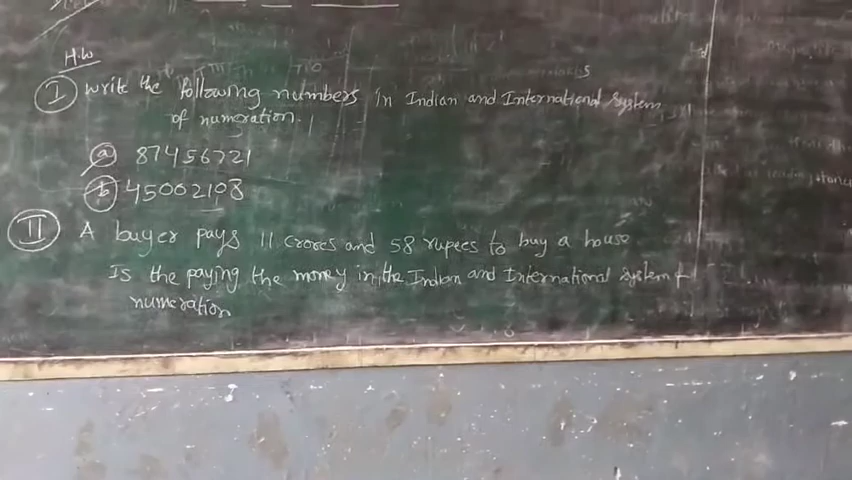 H.W
I write the following numbers in Indian and International System
of numeration.
a 87456721
b 45002108
II A buyer pays 11 crores and 58 rupees to buy a house
Is the paying the money in the Indian and International system of
numeration